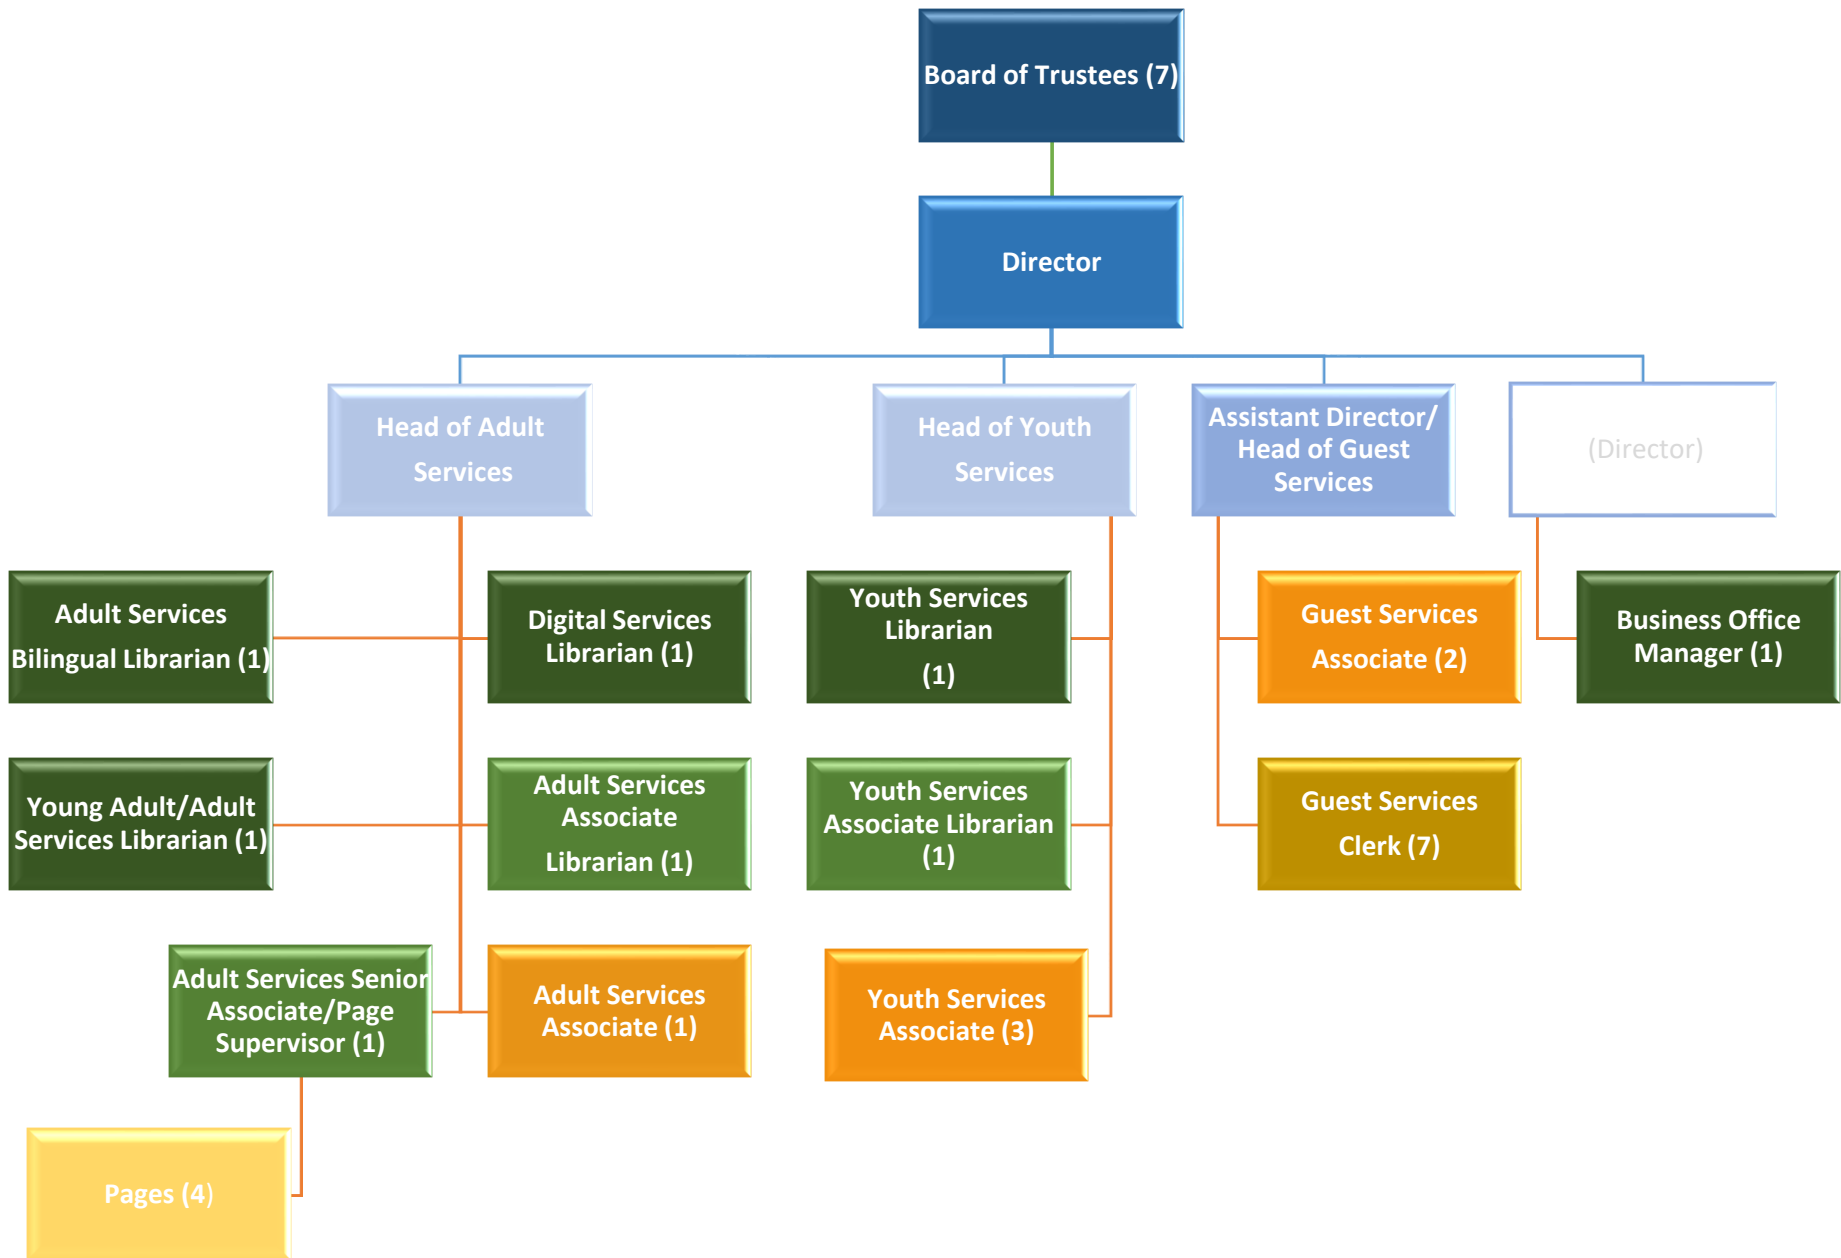 Board of Trustees (7)
Director
Head of Adult
Services
Head of Youth
Services
Assistant Director/
Head of Guest
Services
(Director)
Adult Services
Bilingual Librarian (1)
Digital Services
Librarian (1)
Youth Services
Librarian
(1)
Guest Services
Associate (2)
Business Office
Manager (1)
Young Adult/Adult
Services Librarian (1)
Adult Services
Associate
Librarian (1)
Youth Services
Associate Librarian
(1)
Guest Services
Clerk (7)
Adult Services Senior
Associate/Page
Supervisor (1)
Adult Services
Associate (1)
Youth Services
Associate (3)
Pages (4)